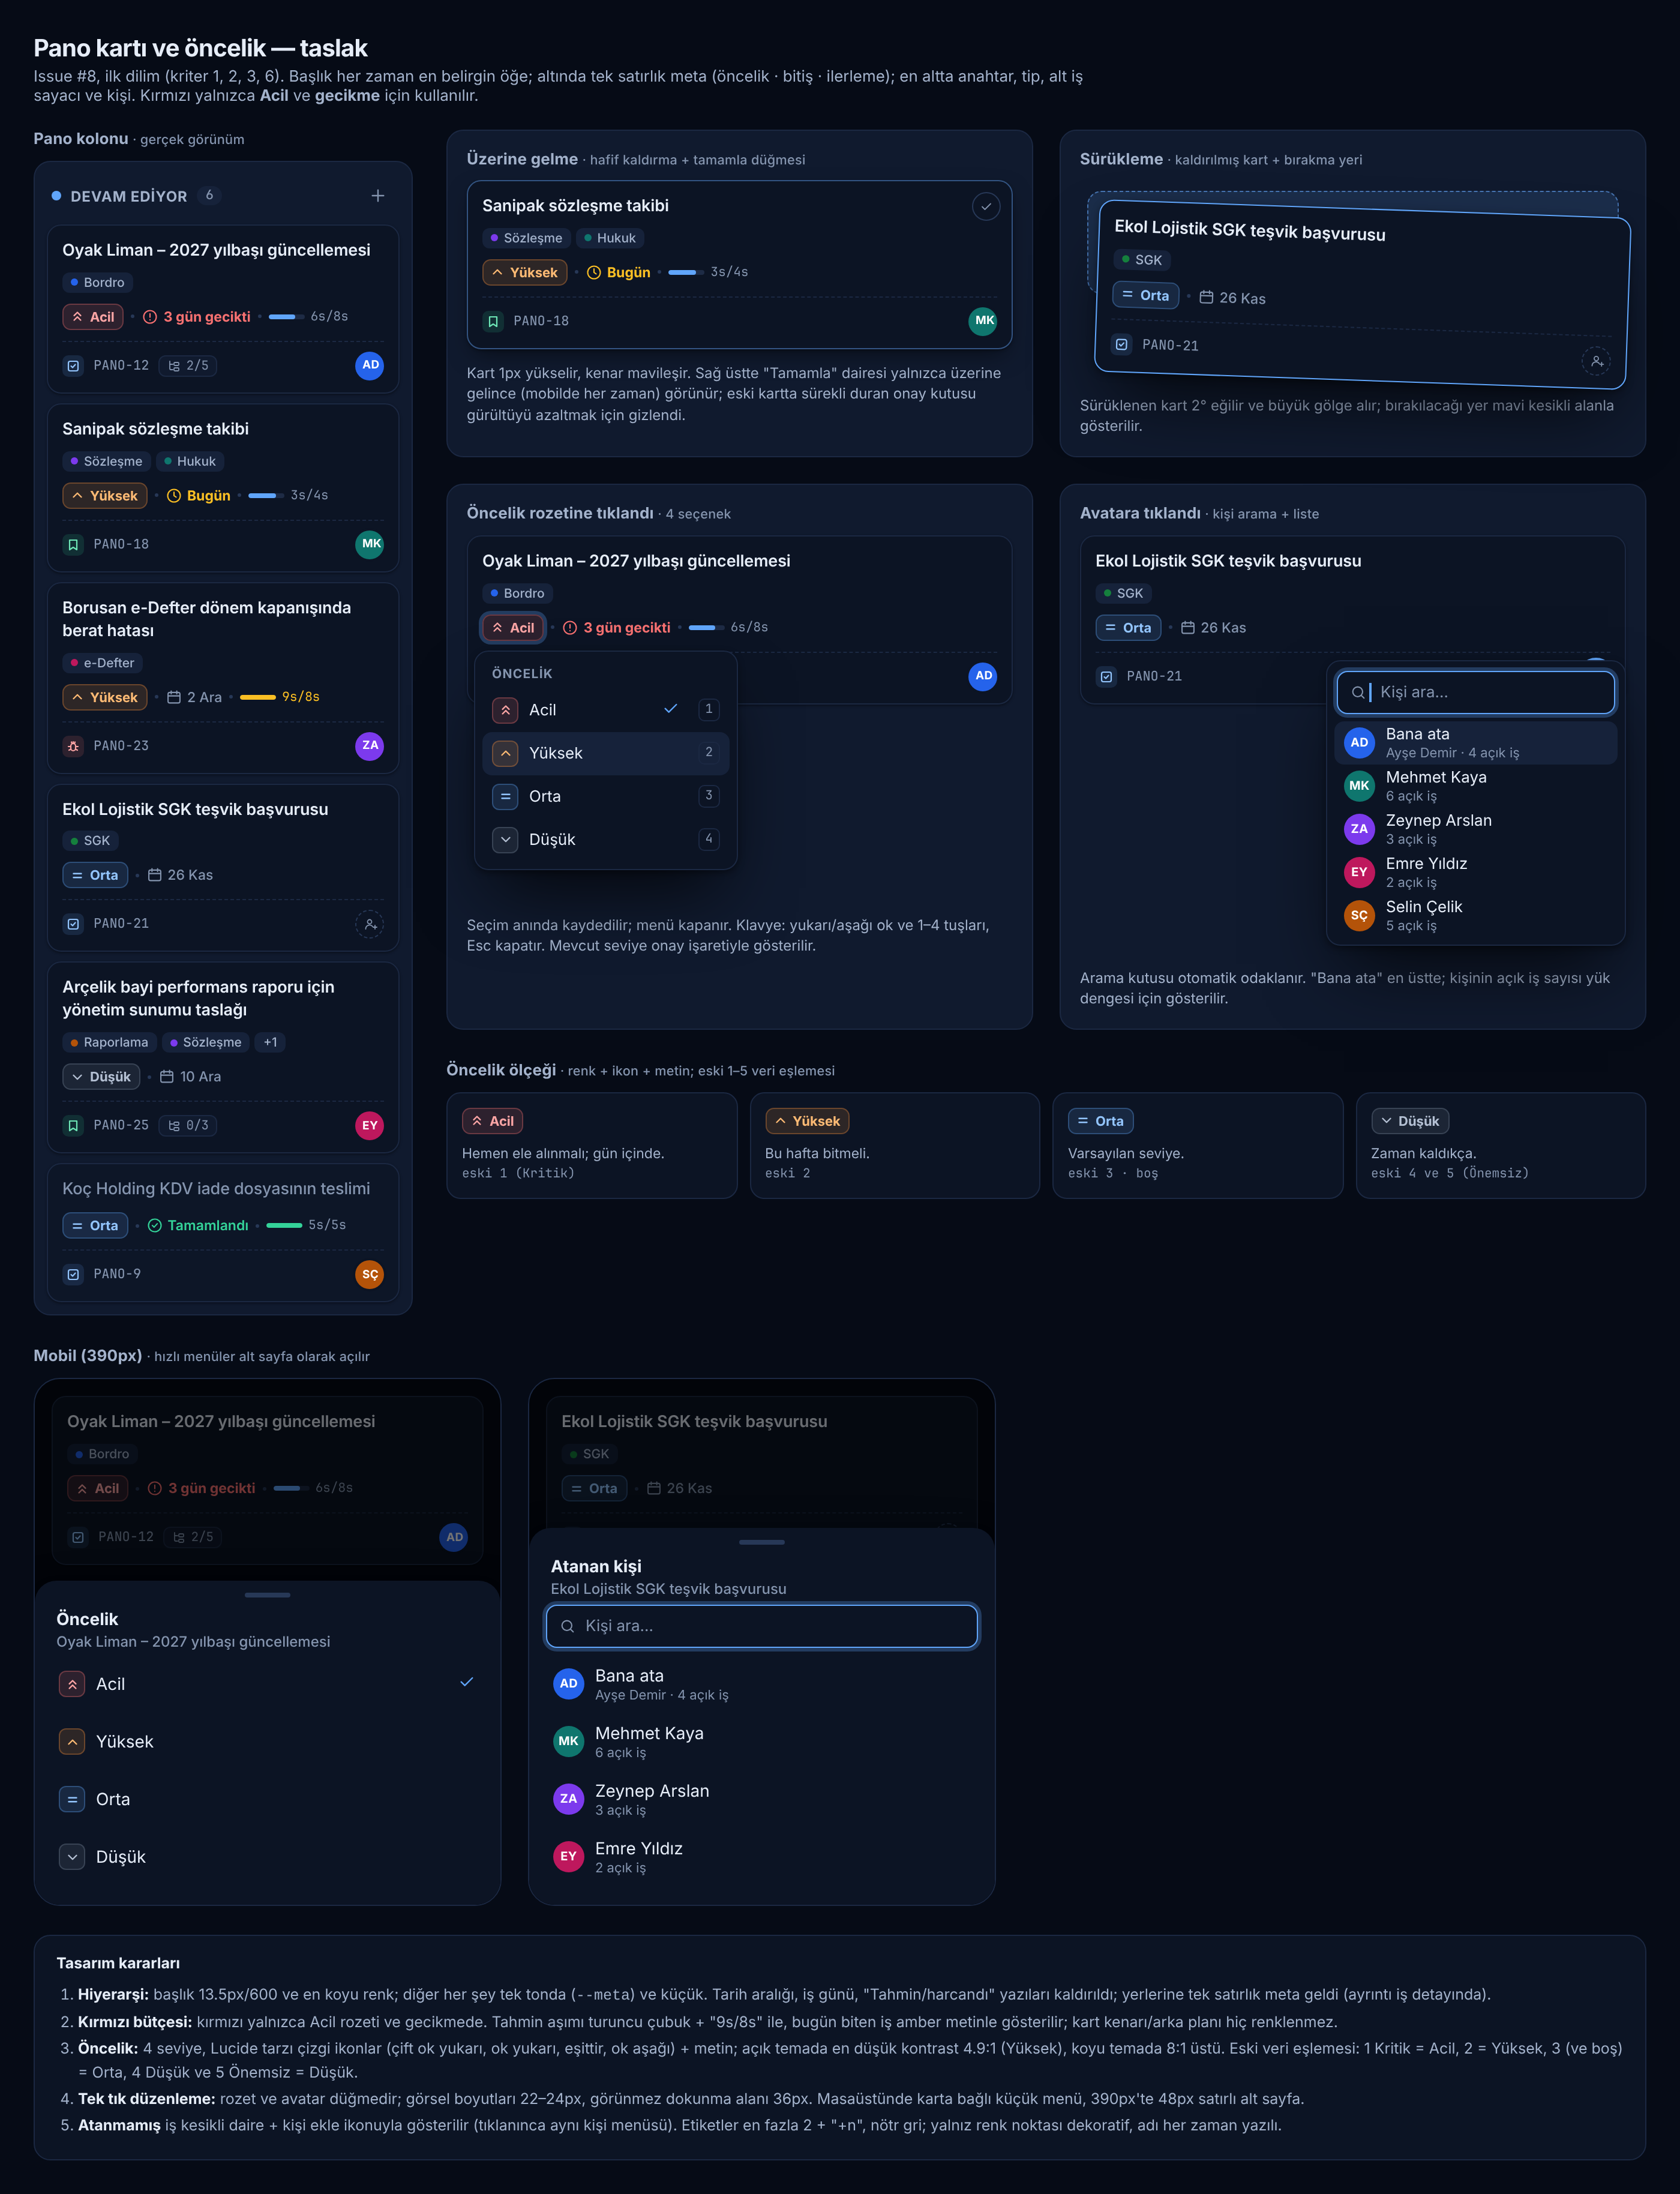 Pano kartı ve öncelik — taslak
Issue #8, ilk dilim (kriter 1, 2, 3, 6). Başlık her zaman en belirgin öğe; altında tek satırlık meta (öncelik · bitiş · ilerleme); en altta anahtar, tip, alt iş
sayacı ve kişi. Kırmızı yalnızca Acil ve gecikme için kullanılır.
Pano kolonu · gerçek görünüm
DEVAM EDİYOR 6
Oyak Liman – 2027 yılbaşı güncellemesi
Bordro
Acil · 3 gün gecikti · 6s/8s
PANO-12 2/5 AD
Sanipak sözleşme takibi
Sözleşme Hukuk
Yüksek · Bugün · 3s/4s
PANO-18 MK
Borusan e-Defter dönem kapanışında
berat hatası
e-Defter
Yüksek · 2 Ara · 9s/8s
PANO-23 ZA
Ekol Lojistik SGK teşvik başvurusu
SGK
Orta · 26 Kas
PANO-21
Arçelik bayi performans raporu için
yönetim sunumu taslağı
Raporlama Sözleşme +1
Düşük · 10 Ara
PANO-25 0/3 EY
Koç Holding KDV iade dosyasının teslimi
Orta · Tamamlandı · 5s/5s
PANO-9 SÇ
Üzerine gelme · hafif kaldırma + tamamla düğmesi
Sanipak sözleşme takibi
Sözleşme Hukuk
Yüksek · Bugün · 3s/4s
PANO-18 MK
Kart 1px yükselir, kenar mavileşir. Sağ üstte "Tamamla" dairesi yalnızca üzerine
gelince (mobilde her zaman) görünür; eski kartta sürekli duran onay kutusu
gürültüyü azaltmak için gizlendi.
Sürükleme · kaldırılmış kart + bırakma yeri
Ekol Lojistik SGK teşvik başvurusu
SGK
Orta · 26 Kas
PANO-21
Sürüklenen kart 2° eğilir ve büyük gölge alır; bırakılacağı yer mavi kesikli alanla
gösterilir.
Öncelik rozetine tıklandı · 4 seçenek
Oyak Liman – 2027 yılbaşı güncellemesi
Bordro
Acil · 3 gün gecikti · 6s/8s
AD
ÖNCELİK
Acil 1
Yüksek 2
Orta 3
Düşük 4
Seçim anında kaydedilir; menü kapanır. Klavye: yukarı/aşağı ok ve 1–4 tuşları,
Esc kapatır. Mevcut seviye onay işaretiyle gösterilir.
Avatara tıklandı · kişi arama + liste
Ekol Lojistik SGK teşvik başvurusu
SGK
Orta · 26 Kas
PANO-21
Kişi ara...
AD Bana ata
Ayşe Demir · 4 açık iş
MK Mehmet Kaya
6 açık iş
ZA Zeynep Arslan
3 açık iş
EY Emre Yıldız
2 açık iş
SÇ Selin Çelik
5 açık iş
Arama kutusu otomatik odaklanır. "Bana ata" en üstte; kişinin açık iş sayısı yük
dengesi için gösterilir.
Öncelik ölçeği · renk + ikon + metin; eski 1–5 veri eşlemesi
Acil
Hemen ele alınmalı; gün içinde.
eski 1 (Kritik)
Yüksek
Bu hafta bitmeli.
eski 2
Orta
Varsayılan seviye.
eski 3 · boş
Düşük
Zaman kaldıkça.
eski 4 ve 5 (Önemsiz)
Mobil (390px) · hızlı menüler alt sayfa olarak açılır
Oyak Liman – 2027 yılbaşı güncellemesi
Bordro
Acil · 3 gün gecikti · 6s/8s
PANO-12 2/5 AD
Öncelik
Oyak Liman – 2027 yılbaşı güncellemesi
Acil
Yüksek
Orta
Düşük
Ekol Lojistik SGK teşvik başvurusu
SGK
Orta · 26 Kas
Atanan kişi
Ekol Lojistik SGK teşvik başvurusu
Kişi ara...
AD Bana ata
Ayşe Demir · 4 açık iş
MK Mehmet Kaya
6 açık iş
ZA Zeynep Arslan
3 açık iş
EY Emre Yıldız
2 açık iş
Tasarım kararları
1. Hiyerarşi: başlık 13.5px/600 ve en koyu renk; diğer her şey tek tonda (--meta) ve küçük. Tarih aralığı, iş günü, "Tahmin/harcandı" yazıları kaldırıldı; yerlerine tek satırlık meta geldi (ayrıntı iş detayında).
2. Kırmızı bütçesi: kırmızı yalnızca Acil rozeti ve gecikmede. Tahmin aşımı turuncu çubuk + "9s/8s" ile, bugün biten iş amber metinle gösterilir; kart kenarı/arka planı hiç renklenmez.
3. Öncelik: 4 seviye, Lucide tarzı çizgi ikonlar (çift ok yukarı, ok yukarı, eşittir, ok aşağı) + metin; açık temada en düşük kontrast 4.9:1 (Yüksek), koyu temada 8:1 üstü. Eski veri eşlemesi: 1 Kritik = Acil, 2 = Yüksek, 3 (ve boş)
= Orta, 4 Düşük ve 5 Önemsiz = Düşük.
4. Tek tık düzenleme: rozet ve avatar düğmedir; görsel boyutları 22–24px, görünmez dokunma alanı 36px. Masaüstünde karta bağlı küçük menü, 390px'te 48px satırlı alt sayfa.
5. Atanmamış iş kesikli daire + kişi ekle ikonuyla gösterilir (tıklanınca aynı kişi menüsü). Etiketler en fazla 2 + "+n", nötr gri; yalnız renk noktası dekoratif, adı her zaman yazılı.